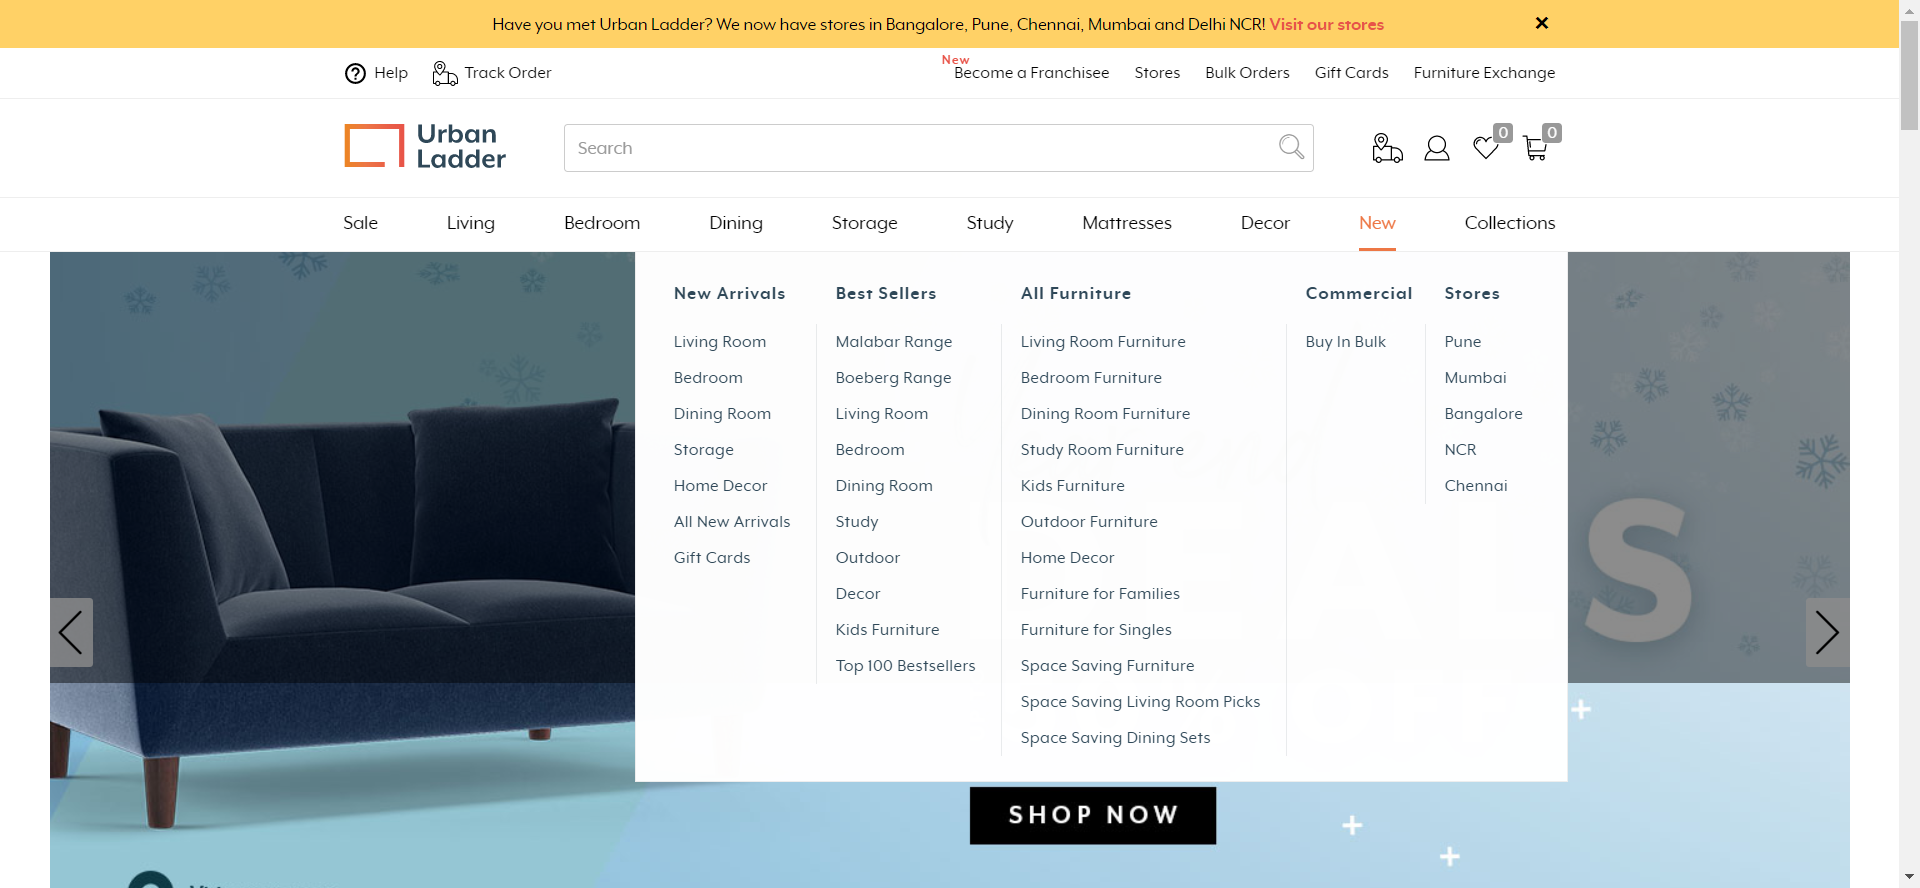 Have you met Urban Ladder? We now have stores in Bangalore, Pune, Chennai, Mumbai and Delhi NCR! Visit our stores
Help
Track Order
New
Become a Franchisee
Stores
Bulk Orders
Gift Cards
Furniture Exchange
Urban
Ladder
Search
0
0
Sale
Living
Bedroom
Dining
Storage
Study
Mattresses
Decor
New
Collections
New Arrivals
Living Room
Bedroom
Dining Room
Storage
Home Decor
All New Arrivals
Gift Cards
Best Sellers
Malabar Range
Boeberg Range
Living Room
Bedroom
Dining Room
Study
Outdoor
Decor
Kids Furniture
Top 100 Bestsellers
All Furniture
Living Room Furniture
Bedroom Furniture
Dining Room Furniture
Study Room Furniture
Kids Furniture
Outdoor Furniture
Home Decor
Furniture for Families
Furniture for Singles
Space Saving Furniture
Space Saving Living Room Picks
Space Saving Dining Sets
Commercial
Buy In Bulk
Stores
Pune
Mumbai
Bangalore
NCR
Chennai
SHOP NOW